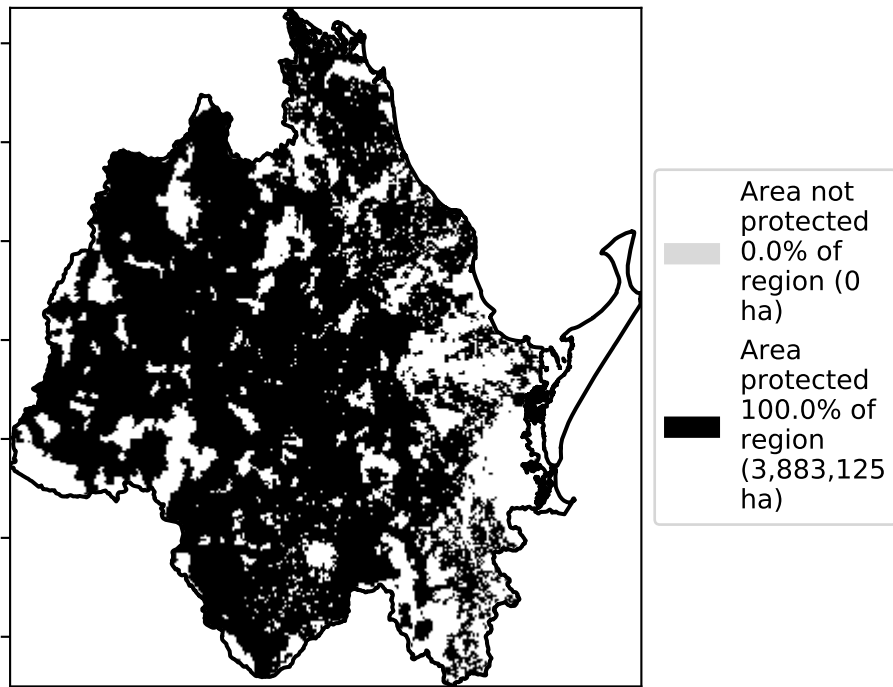 Area not
protected
0.0% of
region (0
ha)
Area
protected
100.0% of
region
(3,883,125
ha)